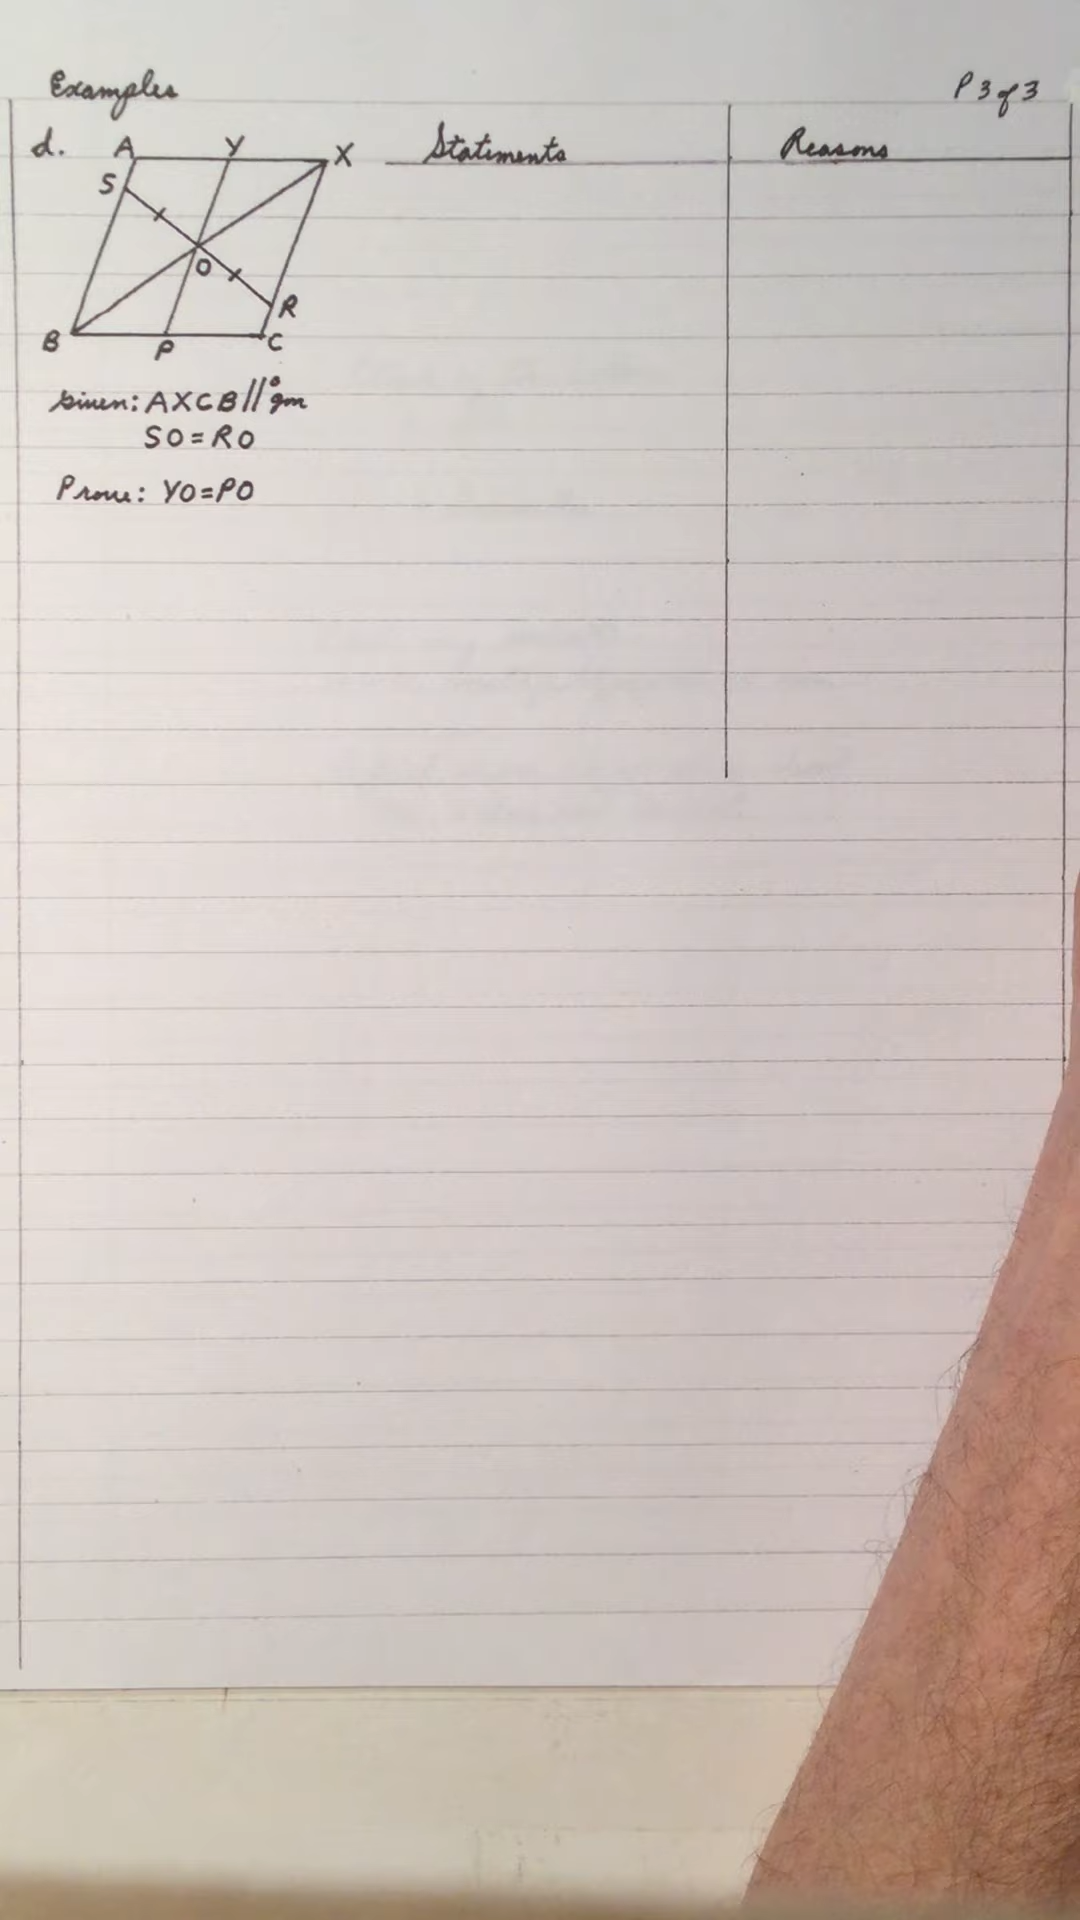 Examples
P 3 of 3
d.
A Y X
S
O
R
B P C
Statements
Reasons
Given: AXCB //°gm
SO = RO
Prove: YO = PO